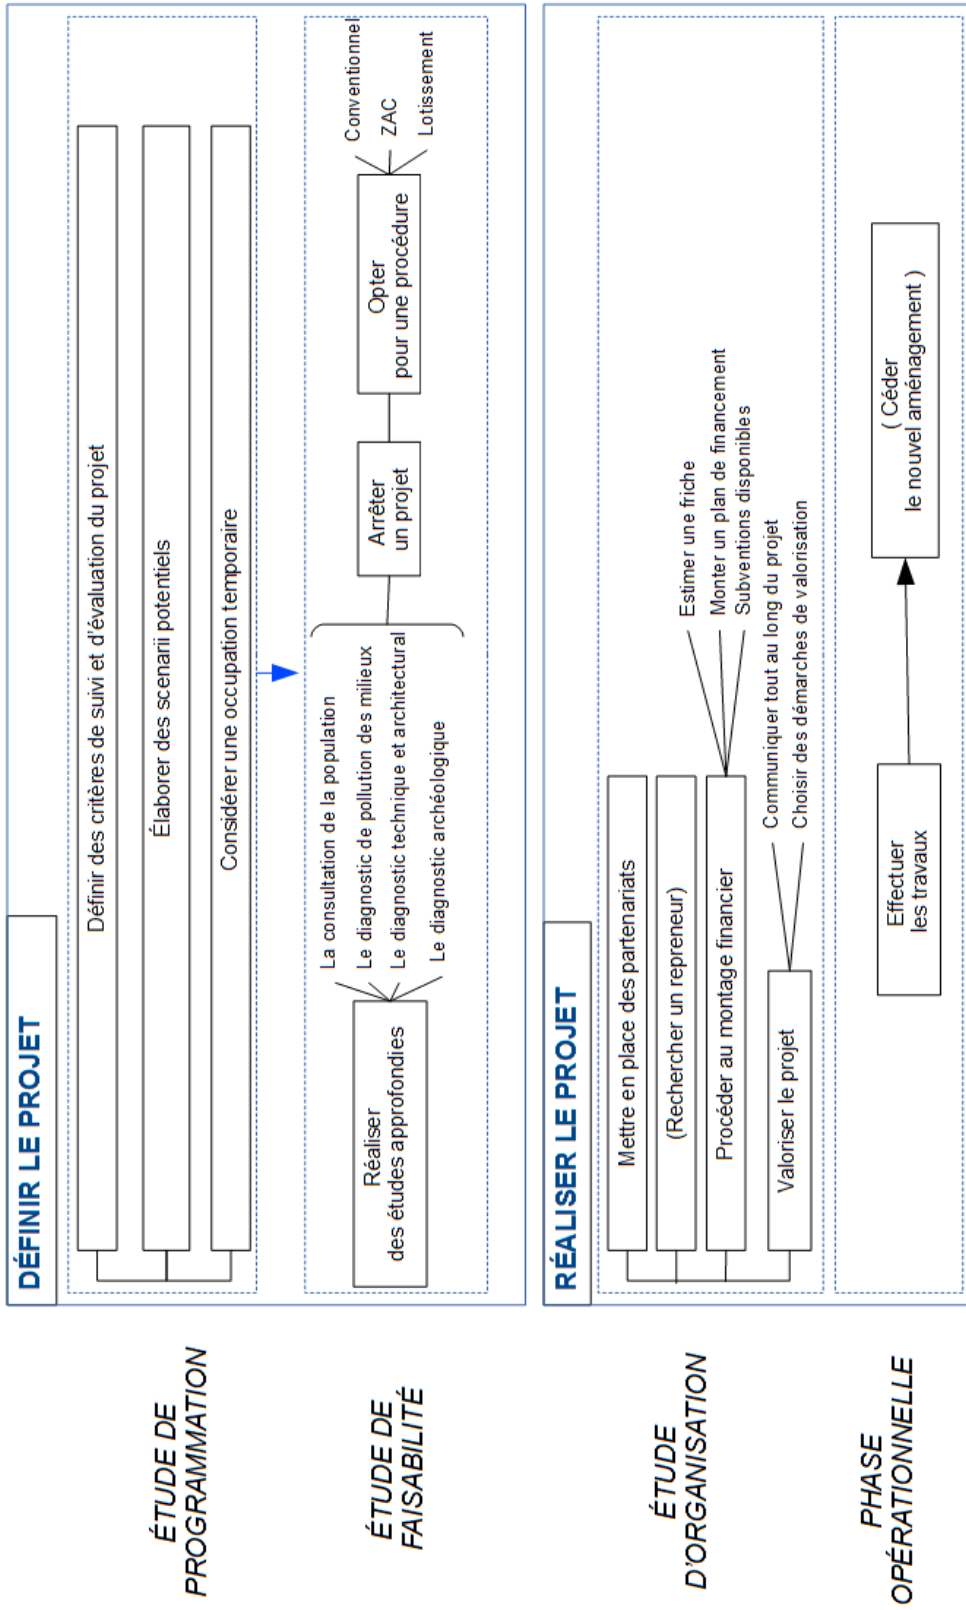 DÉFINIR LE PROJET
ÉTUDE DE
PROGRAMMATION
Définir des critères de suivi et d'évaluation du projet
Élaborer des scenarii potentiels
Considérer une occupation temporaire
ÉTUDE DE
FAISABILITÉ
Réaliser
des études approfondies
La consultation de la population
Le diagnostic de pollution des milieux
Le diagnostic technique et architectural
Le diagnostic archéologique
Arrêter
un projet
Opter
pour une procédure
Conventionnel
ZAC
Lotissement
RÉALISER LE PROJET
ÉTUDE
D'ORGANISATION
Mettre en place des partenariats
(Rechercher un repreneur)
Procéder au montage financier
Estimer une friche
Monter un plan de financement
Subventions disponibles
Valoriser le projet
Communiquer tout au long du projet
Choisir des démarches de valorisation
PHASE
OPÉRATIONNELLE
Effectuer
les travaux
( Céder
le nouvel aménagement )